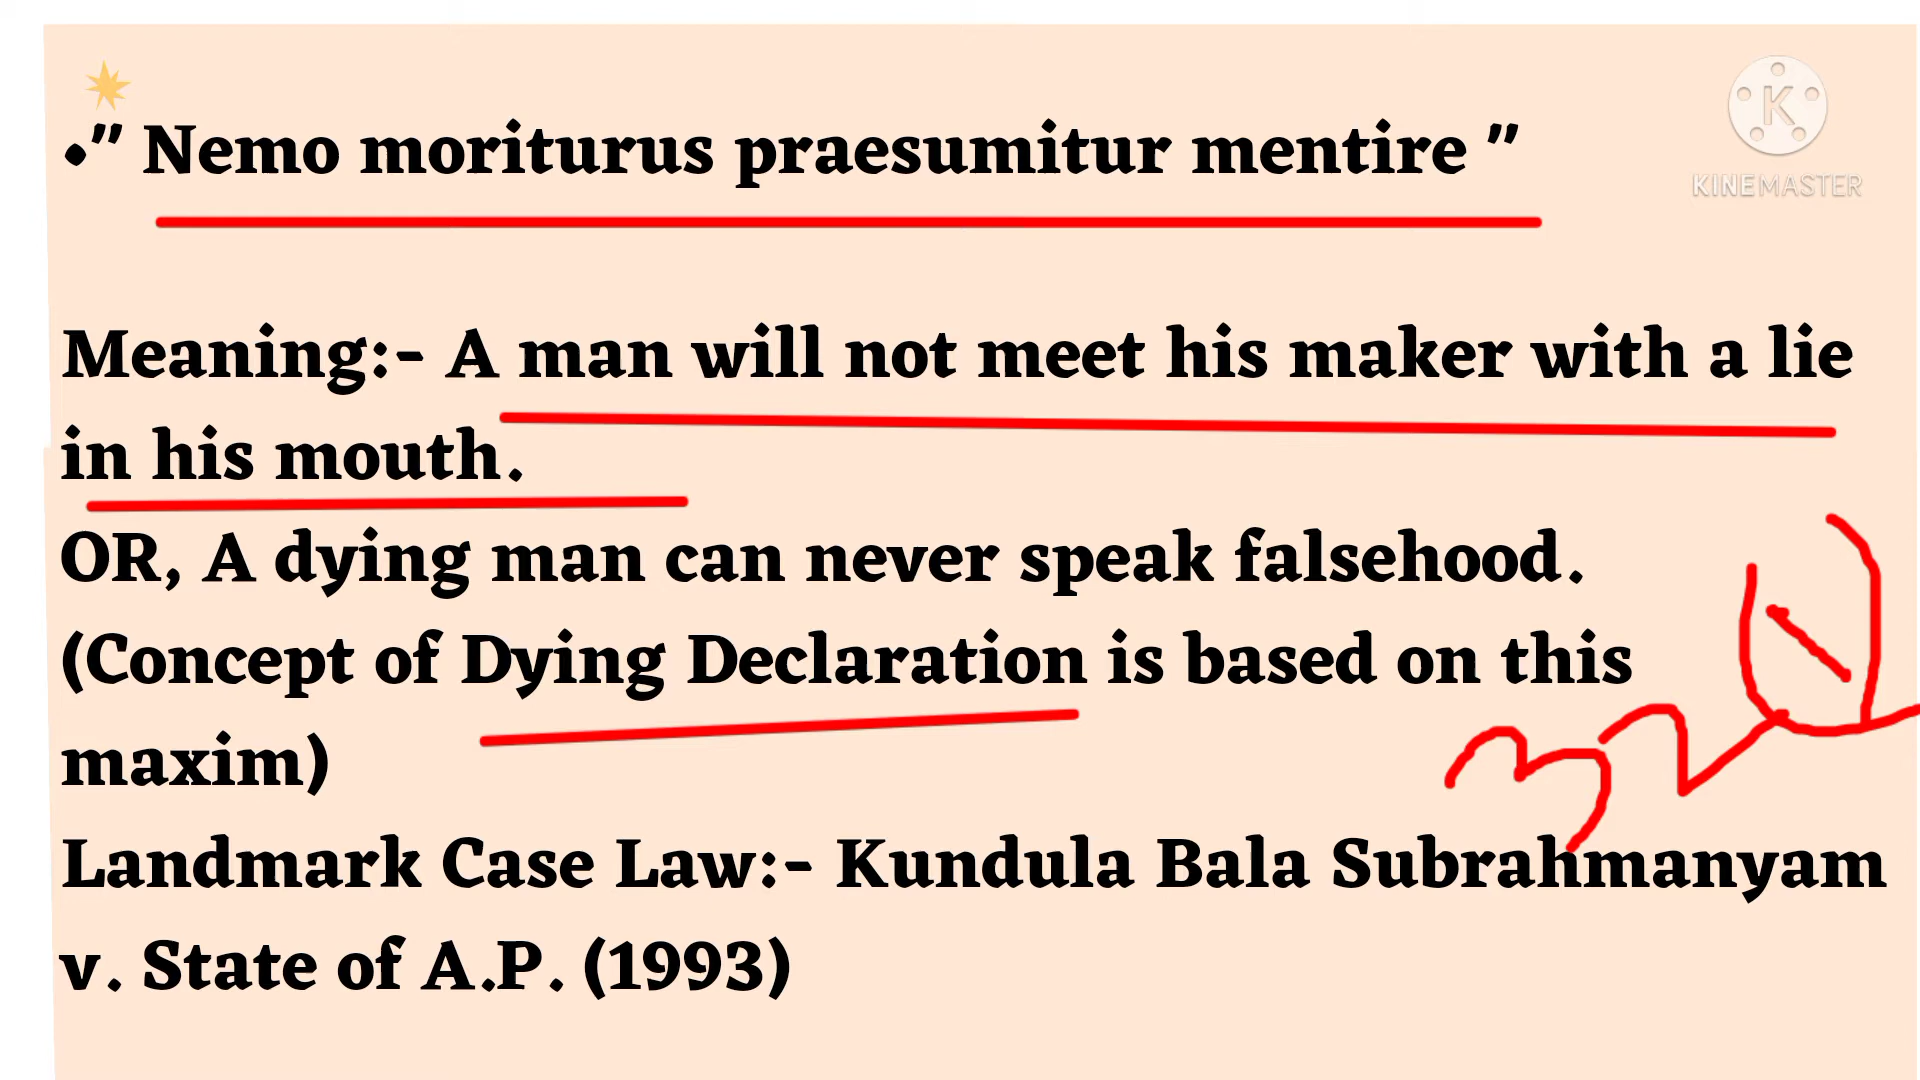 •" Nemo moriturus praesumitur mentire "
K
KINEMASTER
Meaning:- A man will not meet his maker with a lie
in his mouth.
OR, A dying man can never speak falsehood.
(Concept of Dying Declaration is based on this
maxim)
Landmark Case Law:- Kundula Bala Subrahmanyam
v. State of A.P. (1993)